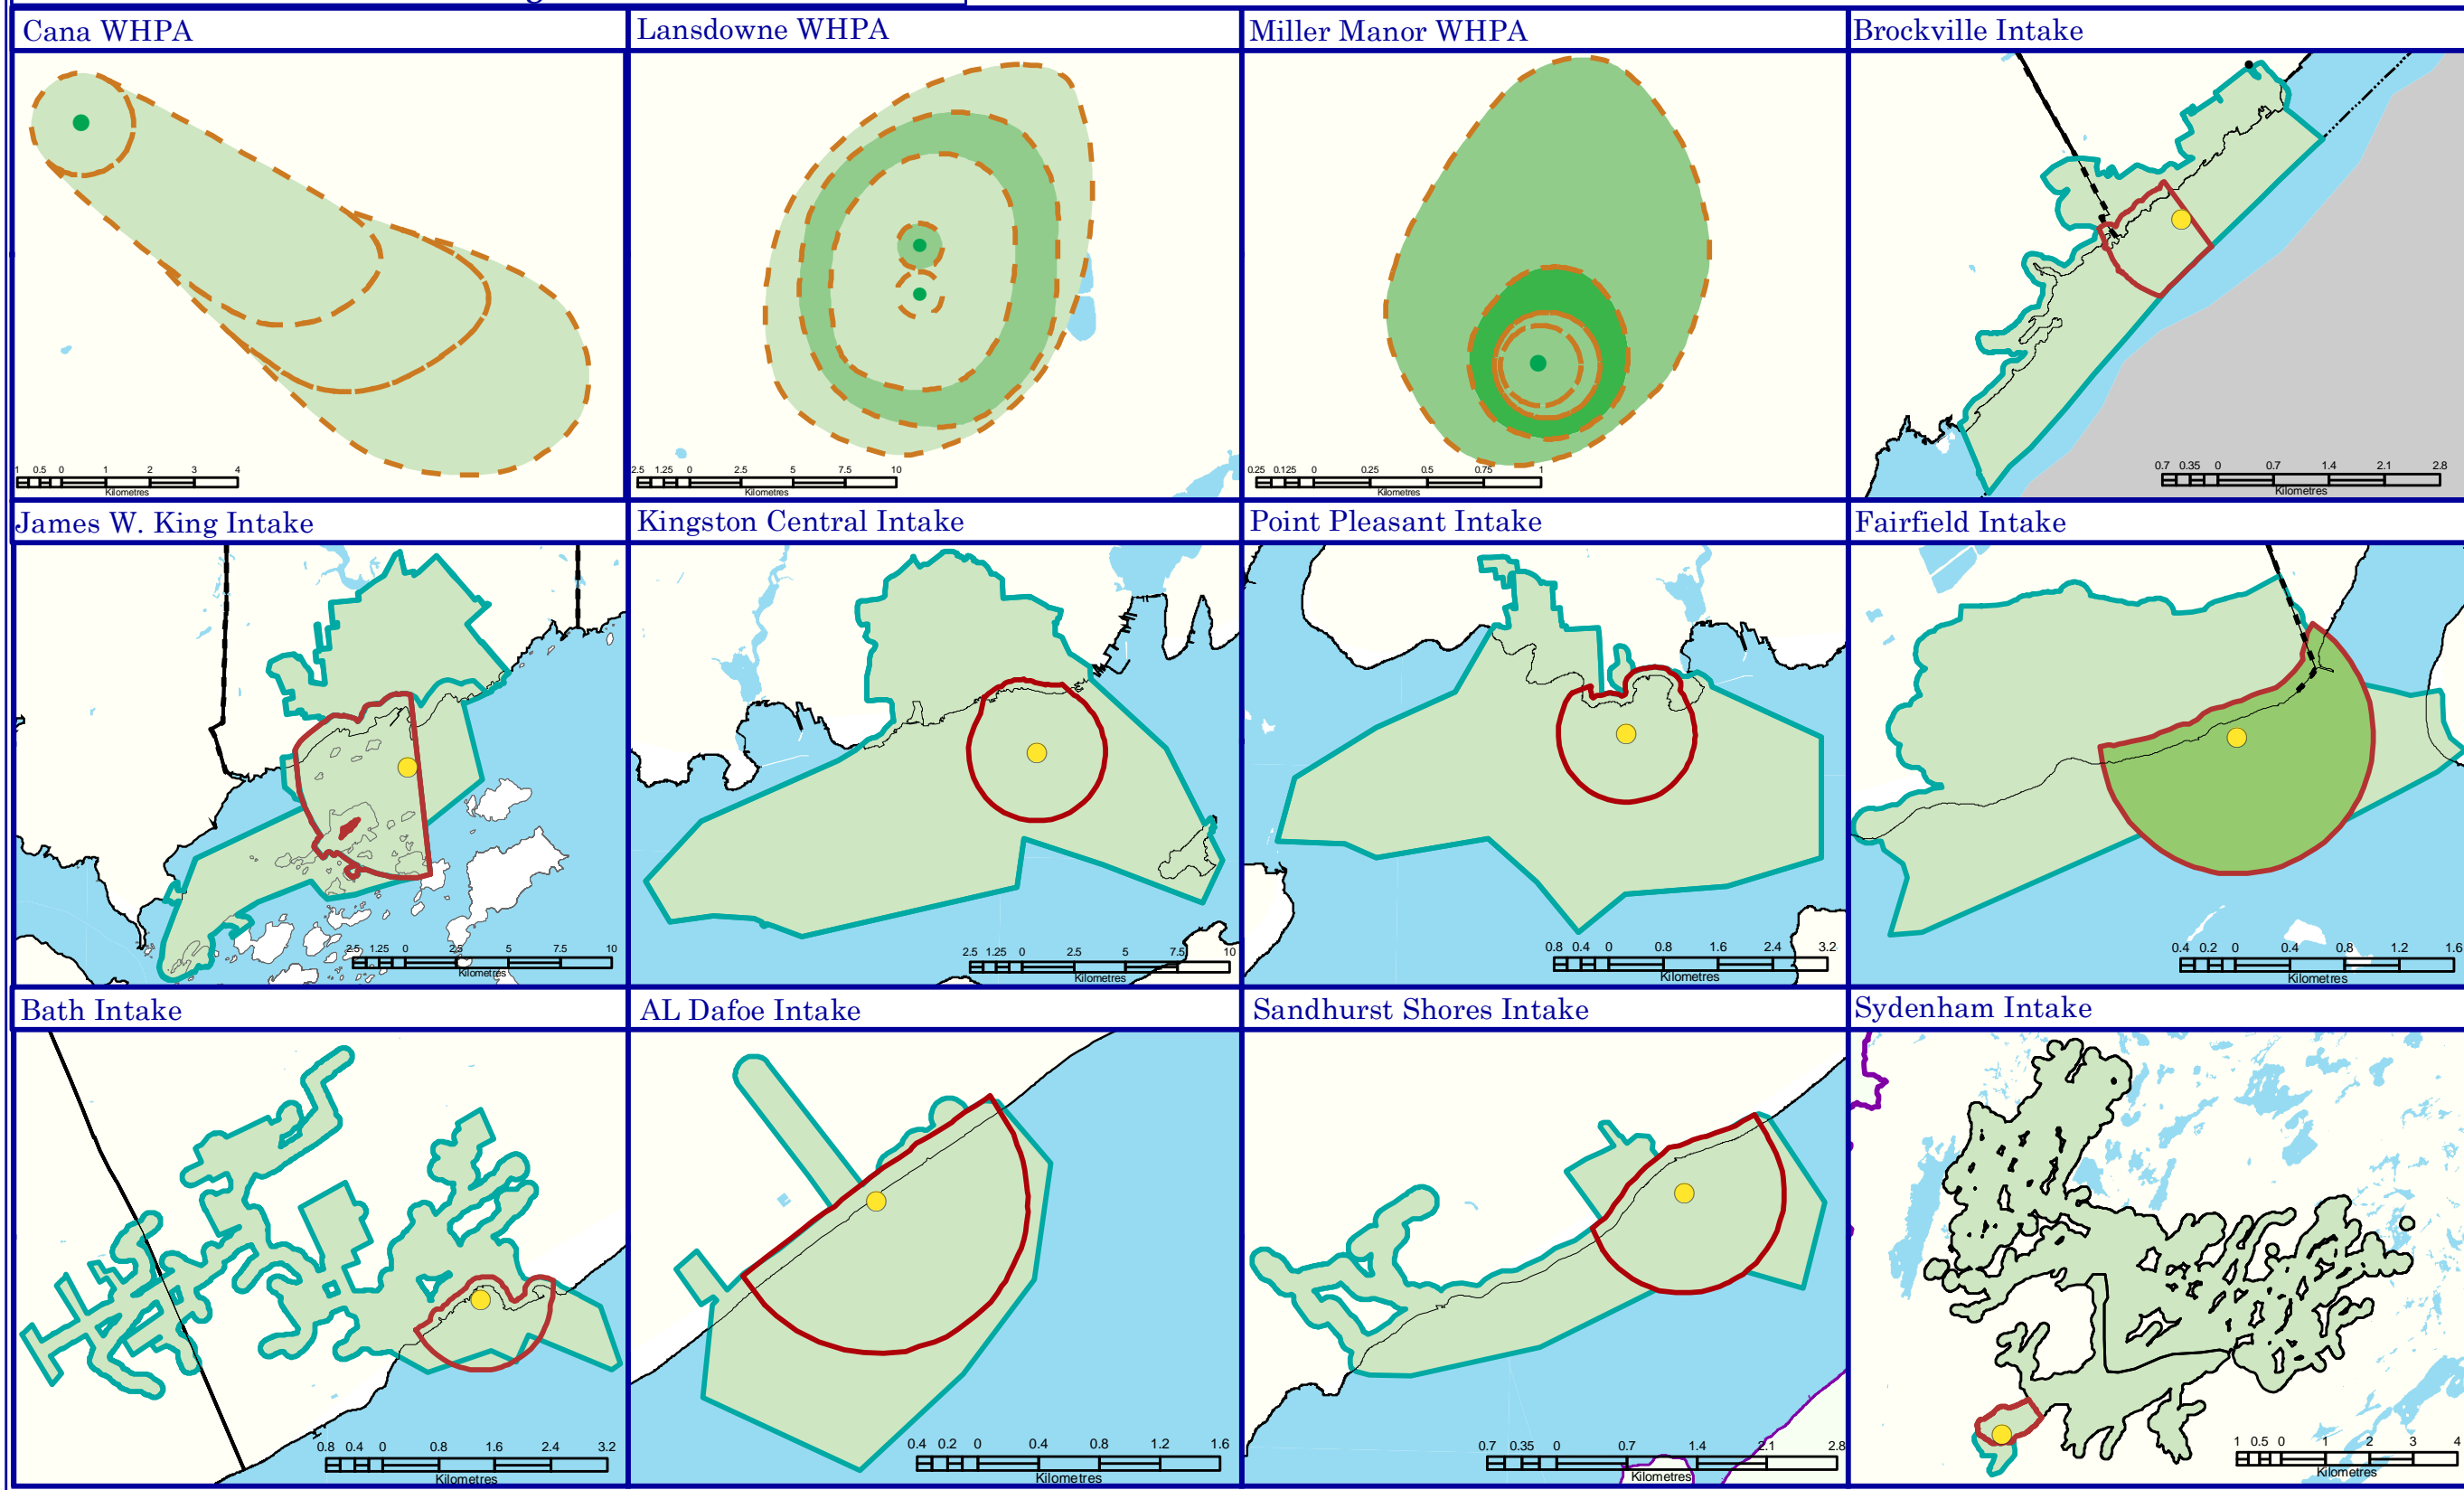 Cana WHPA
Lansdowne WHPA
Miller Manor WHPA
Brockville Intake
1 0.5 0 1 2 3 4
Kilometres
2.5 1.25 0 2.5 5 7.5 10
Kilometres
0.25 0.125 0 0.25 0.5 0.75 1
Kilometres
0.7 0.35 0 0.7 1.4 2.1 2.8
Kilometres
James W. King Intake
Kingston Central Intake
Point Pleasant Intake
Fairfield Intake
2.5 1.25 0 2.5 5 7.5 10
Kilometres
2.5 1.25 0 2.5 5 7.5 10
Kilometres
0.8 0.4 0 0.8 1.6 2.4 3.2
Kilometres
0.4 0.2 0 0.4 0.8 1.2 1.6
Kilometres
Bath Intake
AL Dafoe Intake
Sandhurst Shores Intake
Sydenham Intake
0.8 0.4 0 0.8 1.6 2.4 3.2
Kilometres
0.4 0.2 0 0.4 0.8 1.2 1.6
Kilometres
0.7 0.35 0 0.7 1.4 2.1 2.8
Kilometres
1 0.5 0 1 2 3 4
Kilometres